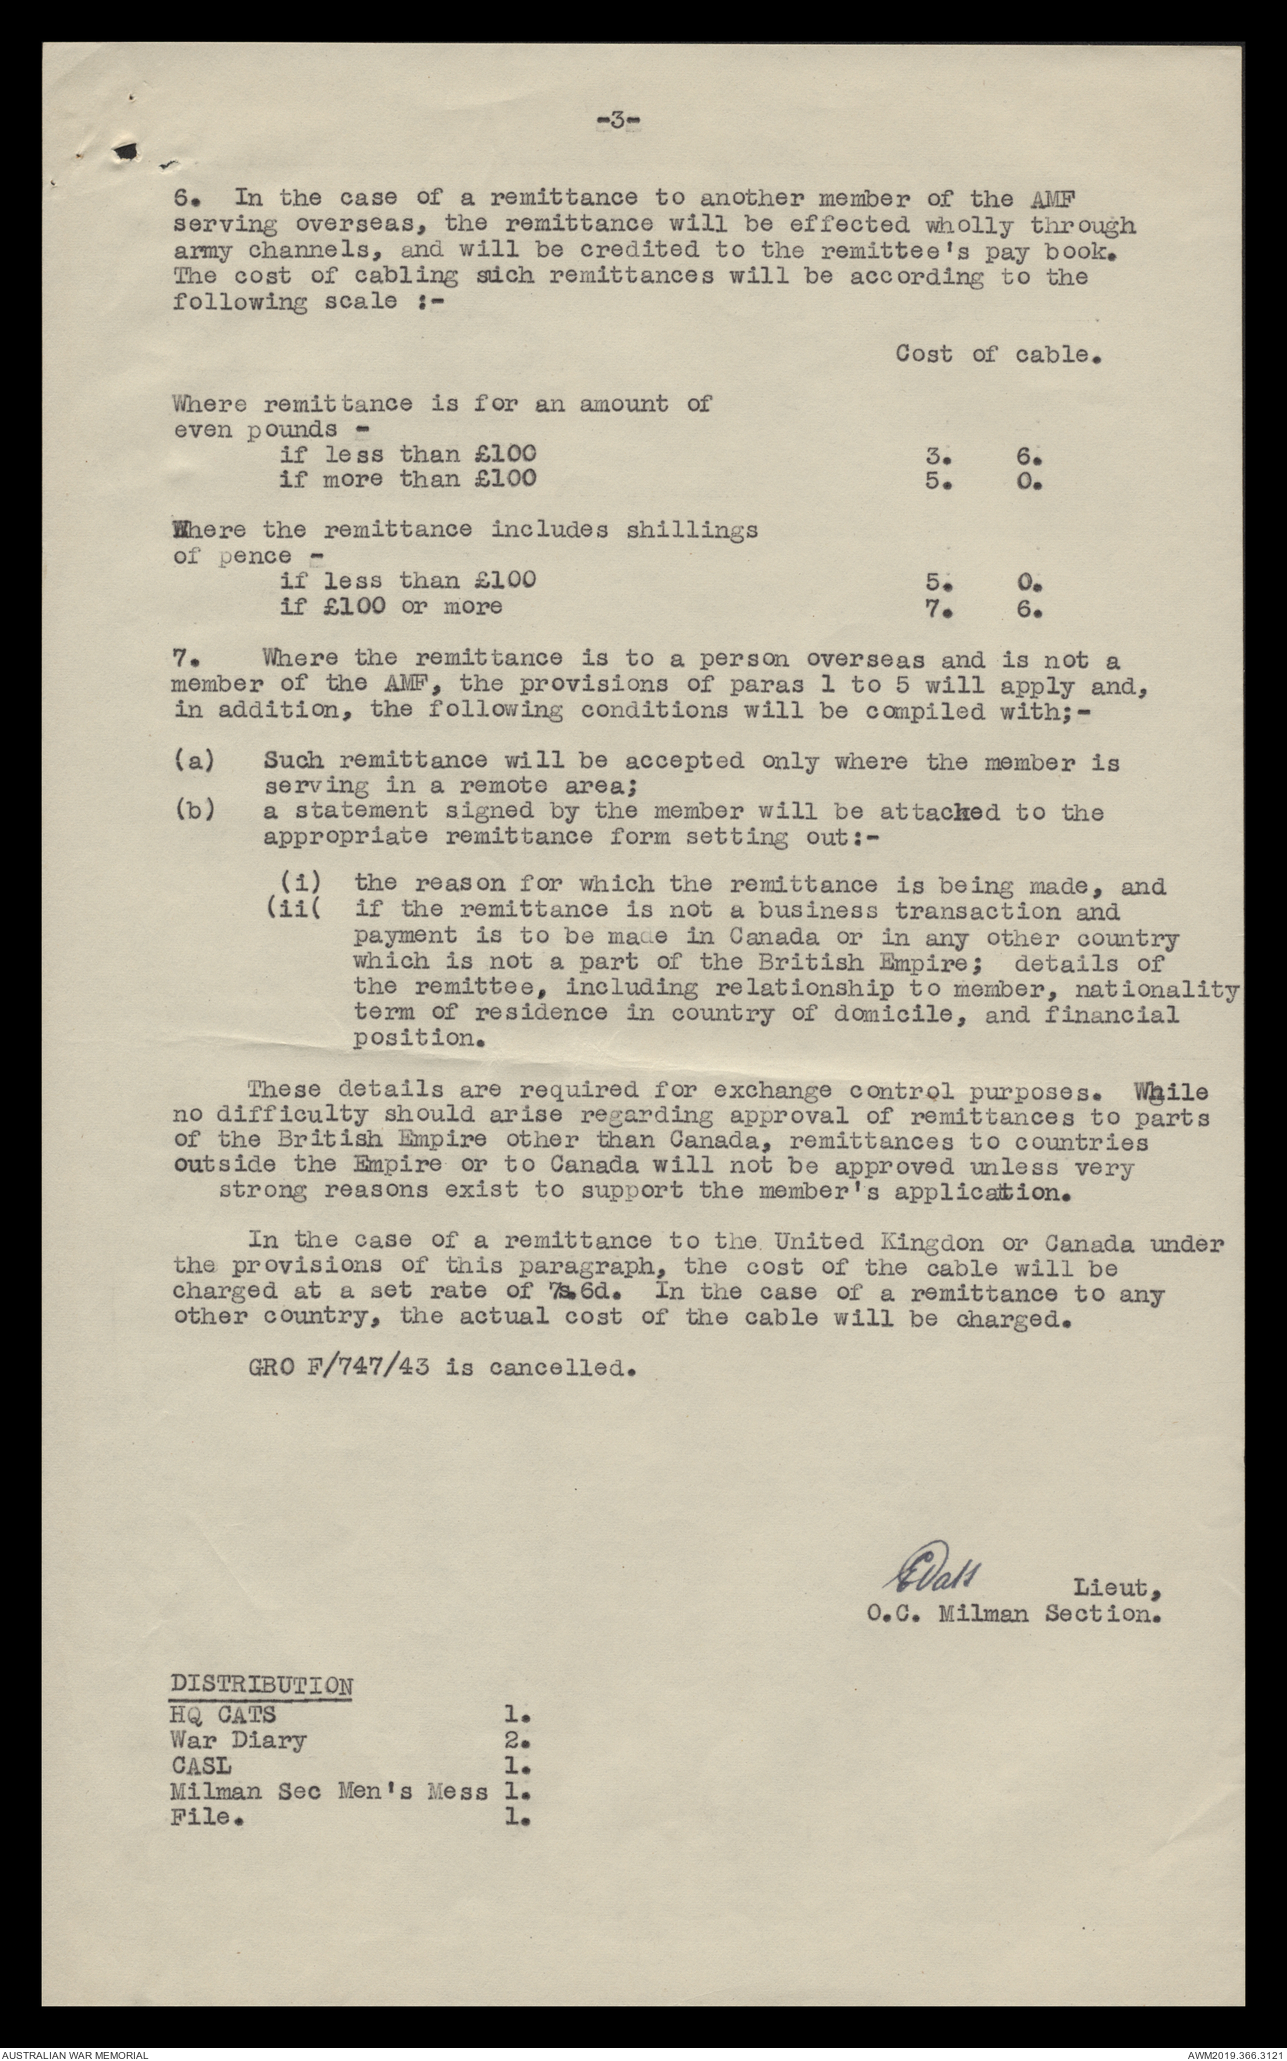 -3-
6. In the case of a remittance to another member of the AMF
serving overseas, the remittance will be effected wholly through
army channels, and will be credited to the remittee's pay book.
The cost of cabling such remittances will be according to the
following scale :-
Cost of cable.
Where remittance is for an amount of
even pounds -
if less than £100 3. 6.
if more than £100 5. 0.
Where the remittance includes shillings
of pence -
if less than £100 5. 0.
if £100 or more 7. 6.
7. Where the remittance is to a person overseas and is not a
member of the AMF, the provisions of paras 1 to 5 will apply and,
in addition, the following conditions will be compiled with;-
(a) Such remittance will be accepted only where the member is
serving in a remote area;
(b) a statement signed by the member will be attached to the
appropriate remittance form setting out:-
(i) the reason for which the remittance is being made, and
(ii( if the remittance is not a business transaction and
payment is to be made in Canada or in any other country
which is not a part of the British Empire; details of
the remittee, including relationship to member, nationality
term of residence in country of domicile, and financial
position.
These details are required for exchange control purposes. While
no difficulty should arise regarding approval of remittances to parts
of the British Empire other than Canada, remittances to countries
outside the Empire or to Canada will not be approved unless very
strong reasons exist to support the member's application.
In the case of a remittance to the United Kingdon or Canada under
the provisions of this paragraph, the cost of the cable will be
charged at a set rate of 7s.6d. In the case of a remittance to any
other country, the actual cost of the cable will be charged.
GRO F/747/43 is cancelled.
Lieut,
O.C. Milman Section.
DISTRIBUTION
HQ CATS 1.
War Diary 2.
CASL 1.
Milman Sec Men's Mess 1.
File. 1.
AUSTRALIAN WAR MEMORIAL AWM2019.366.3121